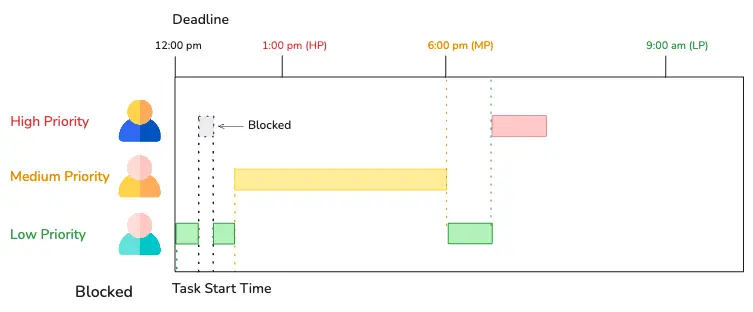 Deadline
12:00 pm
1:00 pm (HP)
6:00 pm (MP)
9:00 am (LP)
High Priority
Blocked
Medium Priority
Low Priority
Blocked
Task Start Time